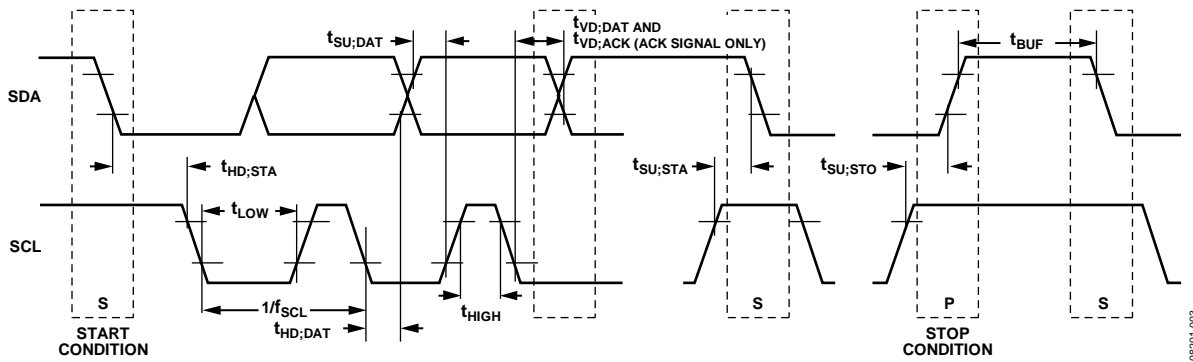 tSU;DAT
tVD;DAT AND
tVD;ACK (ACK SIGNAL ONLY)
tBUF
SDA
tHD;STA
tSU;STA
tSU;STO
tLOW
SCL
1/fSCL
tHIGH
tHD;DAT
S
S
P
S
START
CONDITION
STOP
CONDITION